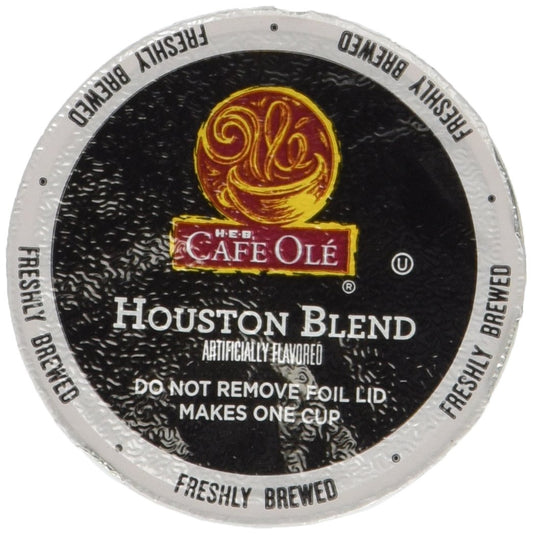 FRESHLY BREWED
FRESHLY BREWED
FRESHLY BREWED
FRESHLY BREWED
FRESHLY BREWED
Olé
H-E-B
CAFE OLÉ
®
U
HOUSTON BLEND
ARTIFICIALLY FLAVORED
DO NOT REMOVE FOIL LID
MAKES ONE CUP